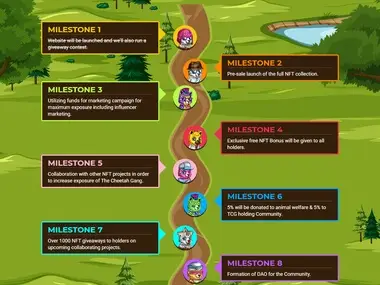 MILESTONE 1
Website will be launched and we'll also run a
giveaway contest.
MILESTONE 2
Pre-sale launch of the full NFT collection.
MILESTONE 3
Utilizing funds for marketing campaign for
maximum exposure including influencer
marketing.
MILESTONE 4
Exclusive free NFT Bonus will be given to all
holders.
MILESTONE 5
Collaboration with other NFT projects in order
to increase exposure of The Cheetah Gang.
MILESTONE 6
5% will be donated to animal welfare & 5% to
TCG holding Community.
MILESTONE 7
Over 1000 NFT giveaways to holders on
upcoming collaborating projects.
MILESTONE 8
Formation of DAO for the Community.